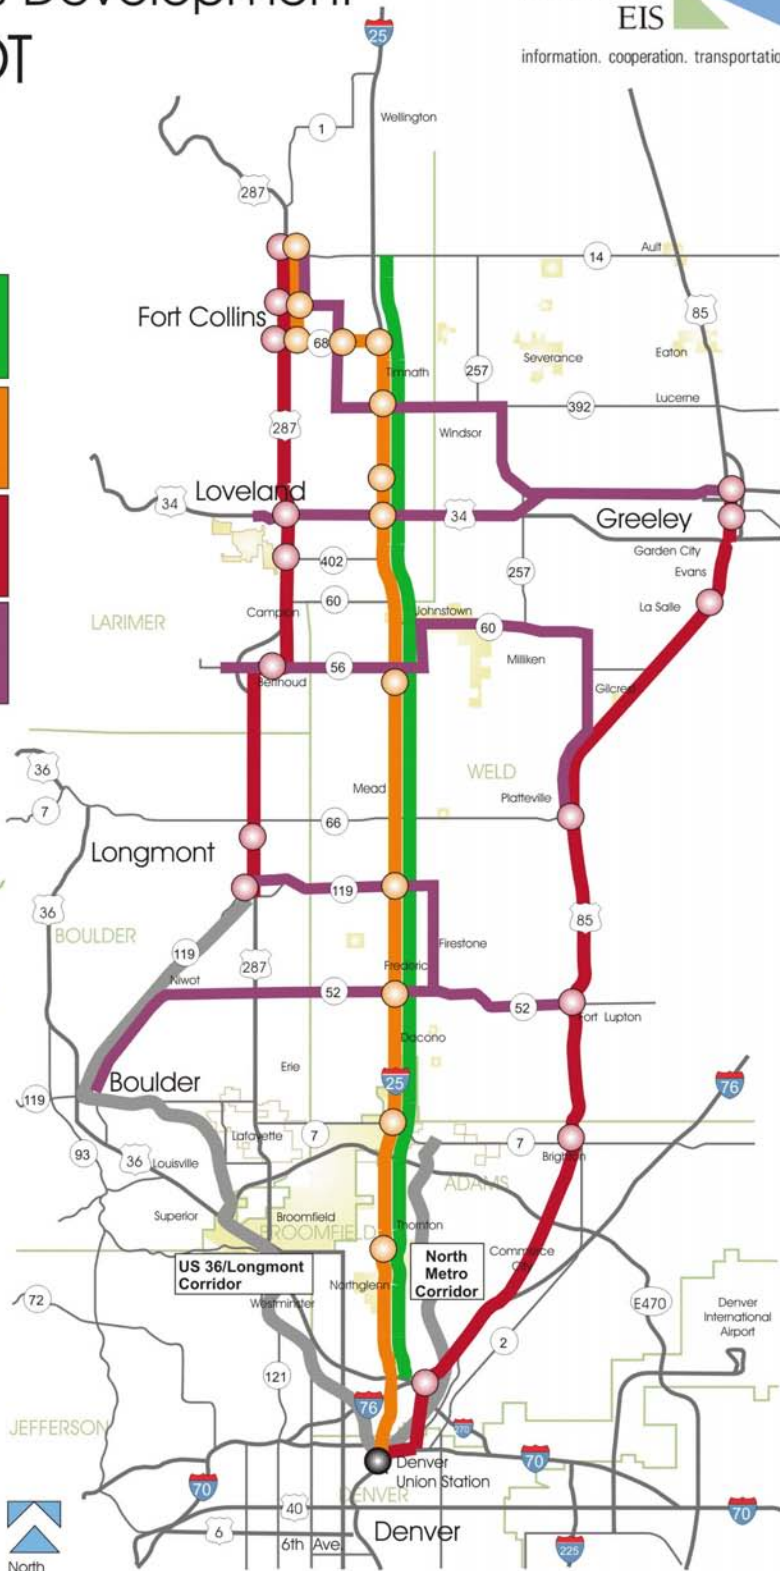 Development
EIS
information. cooperation. transportatio
25
Wellington
1
287
14
Ault
85
Fort Collins
68
Timnath
257
Severance
Eaton
287
392
Lucerne
Windsor
Loveland
34
34
Greeley
402
Garden City
Evans
257
60
La Salle
Campion
Johnstown
LARIMER
60
56
Milliken
Berthoud
Gilcrest
36
7
Mead
WELD
Platteville
66
Longmont
119
36
85
BOULDER
119
287
Firestone
Niwot
Frederic
52
52
Fort Lupton
Dacono
Erie
Boulder
25
76
119
Lafayette
7
7
93
36
Louisville
Brighton
ADAMS
Superior
Broomfield
BROOMFIELD
Thornton
US 36/Longmont
Corridor
North
Metro
Corridor
Commerce
City
Northglenn
Westminster
72
E470
Denver
International
Airport
2
121
76
JEFFERSON
270
Denver
Union Station
70
70
DENVER
40
70
6
6th Ave.
Denver
225
North